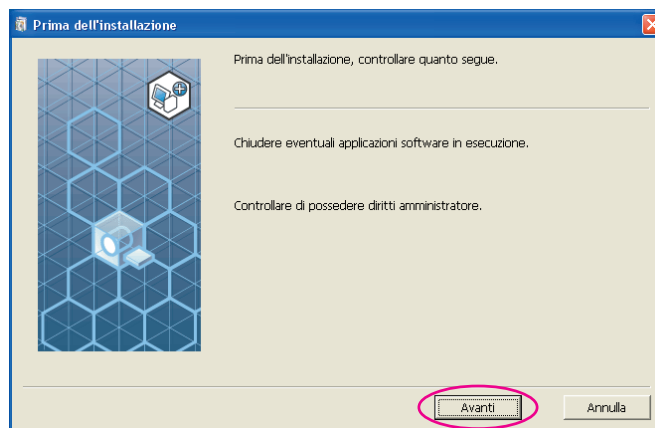 Prima dell'installazione
Prima dell'installazione, controllare quanto segue.
Chiudere eventuali applicazioni software in esecuzione.
Controllare di possedere diritti amministratore.
Avanti
Annulla